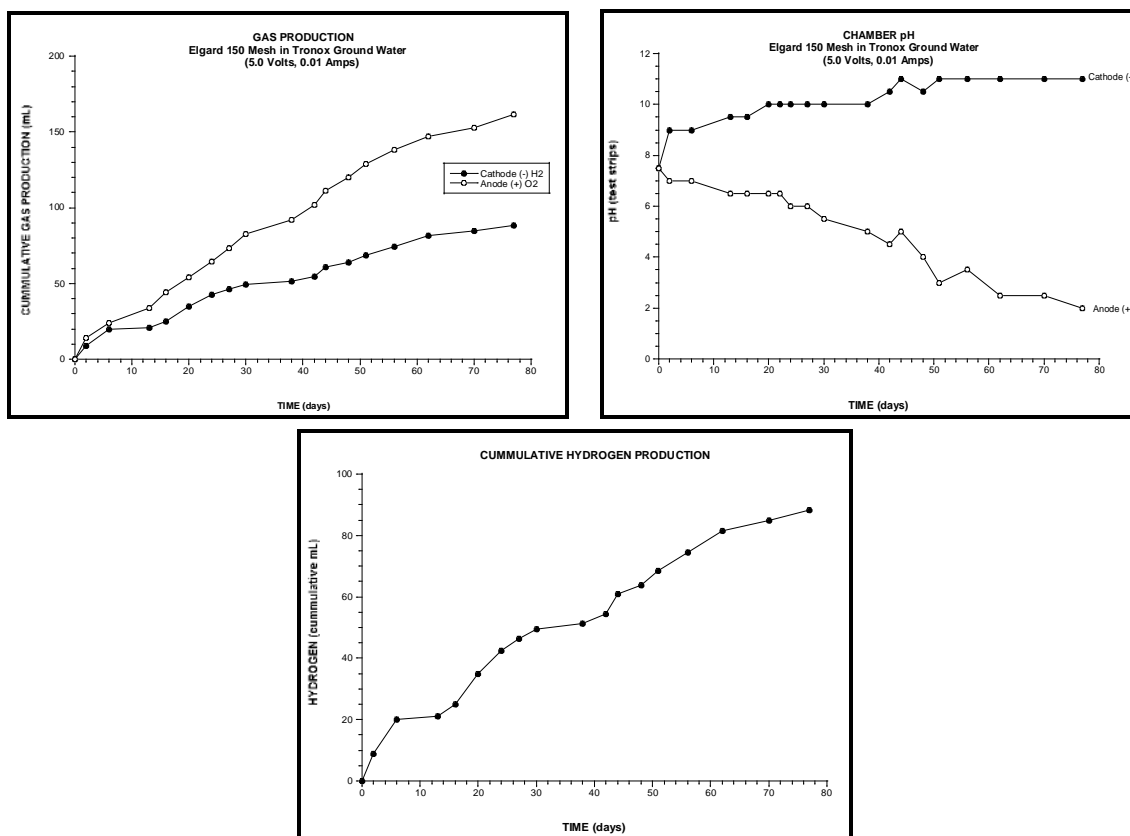 GAS PRODUCTION
Elgard 150 Mesh in Tronox Ground Water
(5.0 Volts, 0.01 Amps)
CUMMULATIVE GAS PRODUCTION (mL)
200
150
100
50
0
Cathode (-) H2
Anode (+) O2
0 10 20 30 40 50 60 70 80
TIME (days)
CHAMBER pH
Elgard 150 Mesh in Tronox Ground Water
(5.0 Volts, 0.01 Amps)
pH (test strips)
12
10
8
6
4
2
0
Cathode (-
Anode (+
0 10 20 30 40 50 60 70 80
TIME (days)
CUMMULATIVE HYDROGEN PRODUCTION
HYDROGEN (cummulative mL)
100
80
60
40
20
0
0 10 20 30 40 50 60 70 80
TIME (days)